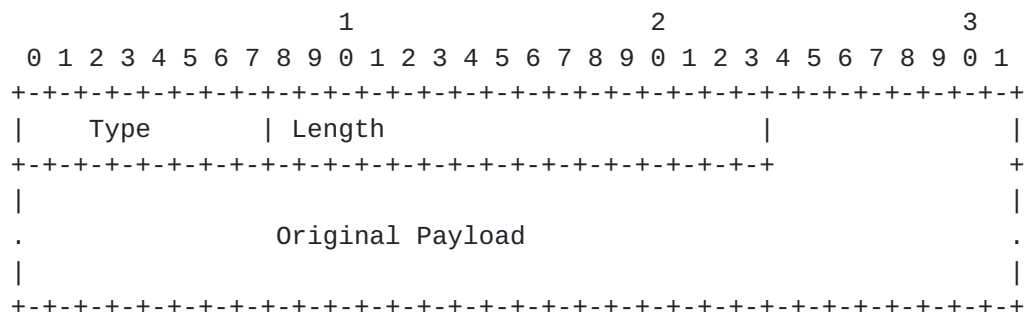 1                   2                   3
 0 1 2 3 4 5 6 7 8 9 0 1 2 3 4 5 6 7 8 9 0 1 2 3 4 5 6 7 8 9 0 1
+-+-+-+-+-+-+-+-+-+-+-+-+-+-+-+-+-+-+-+-+-+-+-+-+-+-+-+-+-+-+-+-+
|    Type       | Length                        |               |
+-+-+-+-+-+-+-+-+-+-+-+-+-+-+-+-+-+-+-+-+-+-+-+-+               +
|                                                               |
.                Original Payload                               .
|                                                               |
+-+-+-+-+-+-+-+-+-+-+-+-+-+-+-+-+-+-+-+-+-+-+-+-+-+-+-+-+-+-+-+-+